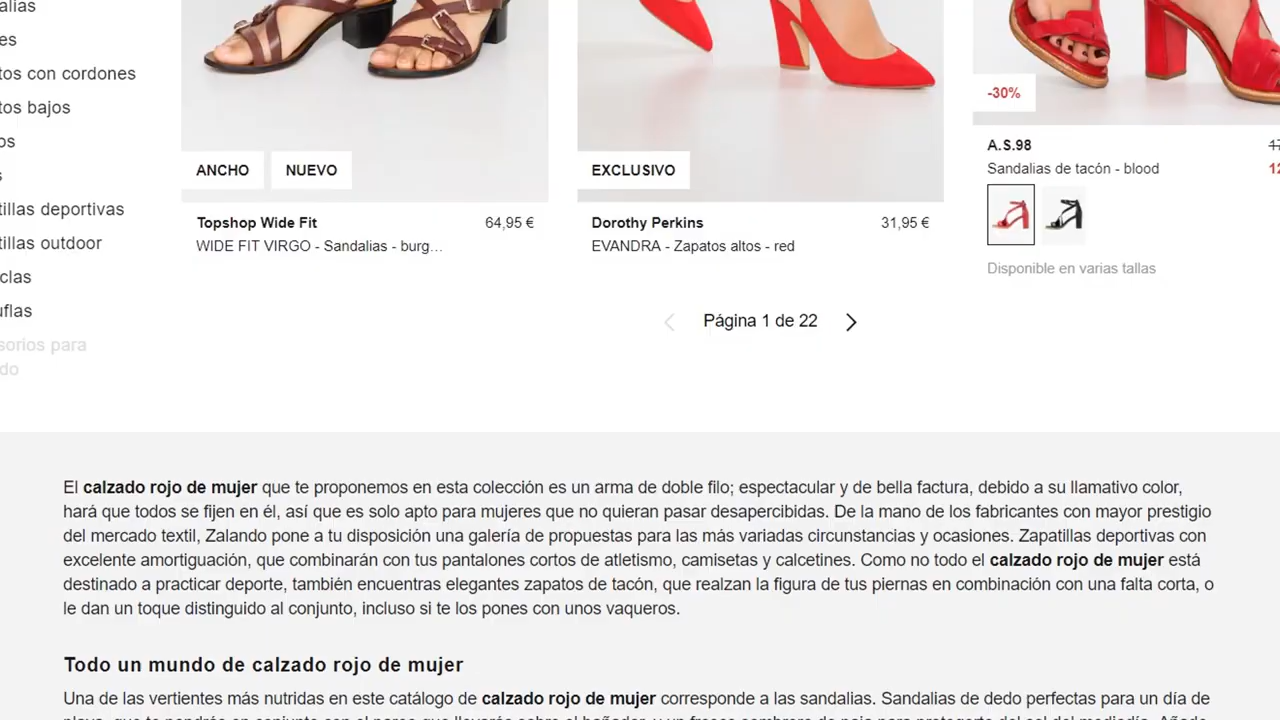 alias
es
tos con cordones
tos bajos
os
s
tillas deportivas
tillas outdoor
clas
uflas
sorios para
do
ANCHO NUEVO
Topshop Wide Fit 64,95 €
WIDE FIT VIRGO - Sandalias - burg...
EXCLUSIVO
Dorothy Perkins 31,95 €
EVANDRA - Zapatos altos - red
-30%
A.S.98
Sandalias de tacón - blood
Disponible en varias tallas
Página 1 de 22
El calzado rojo de mujer que te proponemos en esta colección es un arma de doble filo; espectacular y de bella factura, debido a su llamativo color,
hará que todos se fijen en él, así que es solo apto para mujeres que no quieran pasar desapercibidas. De la mano de los fabricantes con mayor prestigio
del mercado textil, Zalando pone a tu disposición una galería de propuestas para las más variadas circunstancias y ocasiones. Zapatillas deportivas con
excelente amortiguación, que combinarán con tus pantalones cortos de atletismo, camisetas y calcetines. Como no todo el calzado rojo de mujer está
destinado a practicar deporte, también encuentras elegantes zapatos de tacón, que realzan la figura de tus piernas en combinación con una falta corta, o
le dan un toque distinguido al conjunto, incluso si te los pones con unos vaqueros.
Todo un mundo de calzado rojo de mujer
Una de las vertientes más nutridas en este catálogo de calzado rojo de mujer corresponde a las sandalias. Sandalias de dedo perfectas para un día de